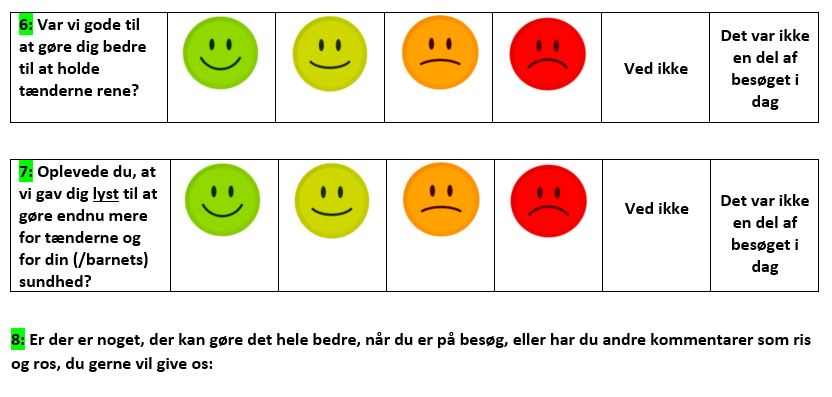 6: Var vi gode til
at gøre dig bedre
til at holde
tænderne rene?
Ved ikke
Det var ikke
en del af
besøget i
dag
7: Oplevede du, at
vi gav dig lyst til at
gøre endnu mere
for tænderne og
for din (/barnets)
sundhed?
Ved ikke
Det var ikke
en del af
besøget i
dag
8: Er der er noget, der kan gøre det hele bedre, når du er på besøg, eller har du andre kommentarer som ris
og ros, du gerne vil give os: